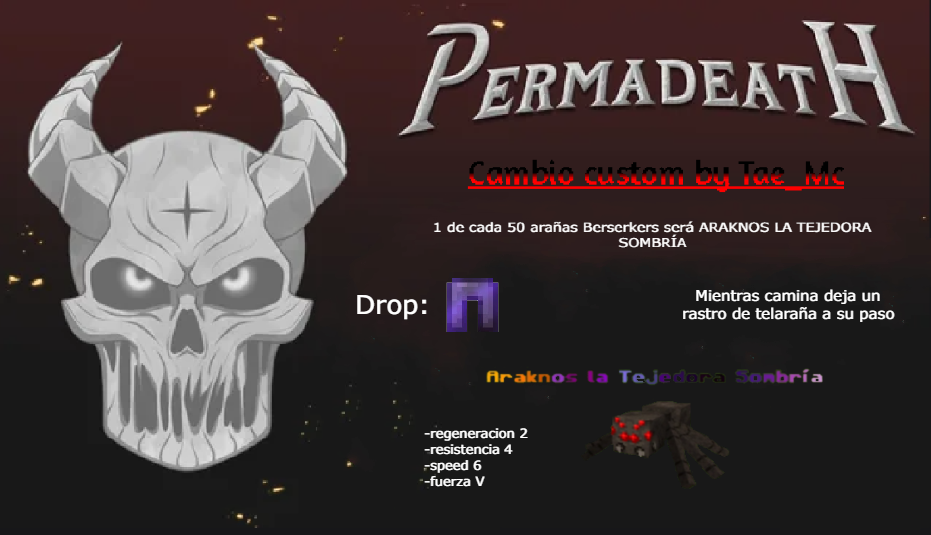 PERMADEATH
Cambio custom by Tae_Mc
1 de cada 50 arañas Berserkers será ARAKNOS LA TEJEDORA
SOMBRÍA
Drop:
Mientras camina deja un
rastro de telaraña a su paso
Araknos la Tejedora Sombría
-regeneracion 2
-resistencia 4
-speed 6
-fuerza V